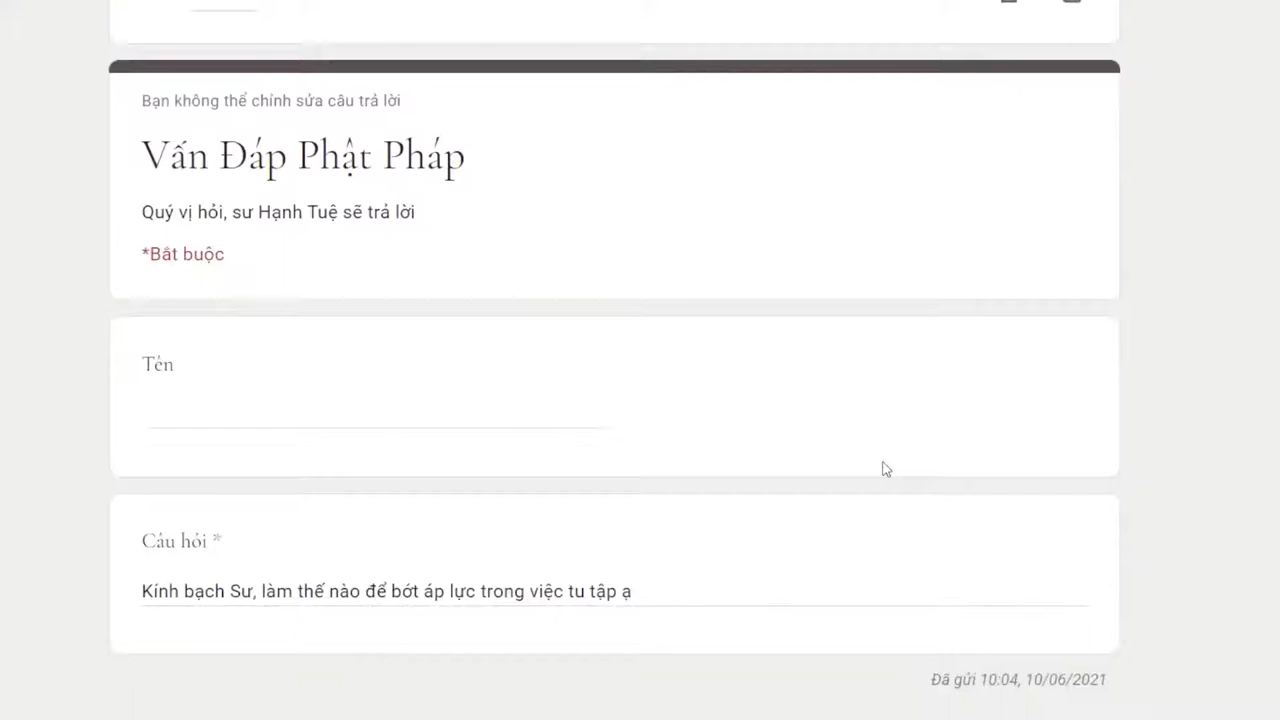 Bạn không thể chỉnh sửa câu trả lời
Vấn Đáp Phật Pháp
Quý vị hỏi, sư Hạnh Tuệ sẽ trả lời
*Bắt buộc
Tên
Câu hỏi *
Kính bạch Sư, làm thế nào để bớt áp lực trong việc tu tập ạ
Đã gửi 10:04, 10/06/2021